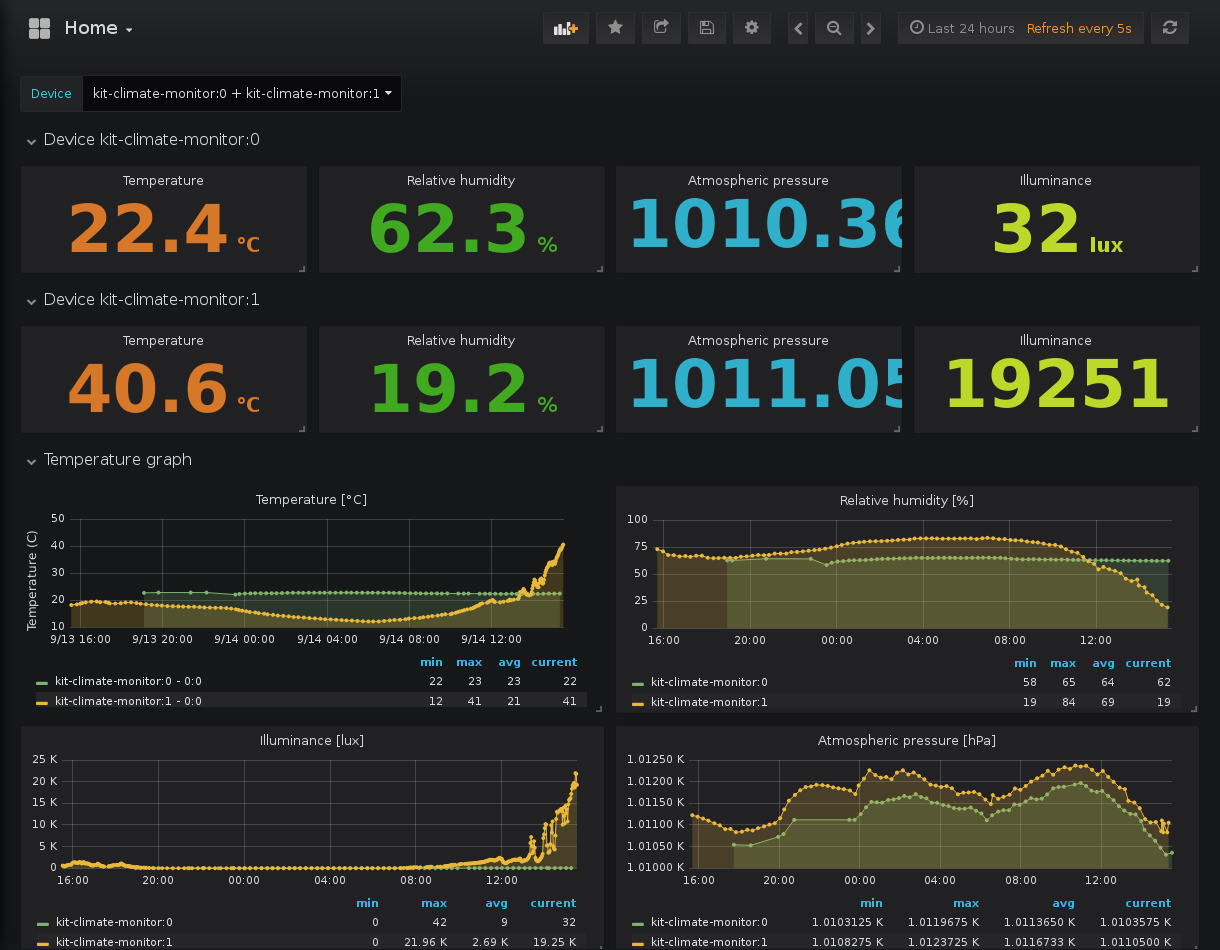 Home
Last 24 hours Refresh every 5s
Device kit-climate-monitor:0 + kit-climate-monitor:1
Device kit-climate-monitor:0
Temperature Relative humidity Atmospheric pressure Illuminance
22.4 °C 62.3 % 1010.36 32 lux
Device kit-climate-monitor:1
Temperature Relative humidity Atmospheric pressure Illuminance
40.6 °C 19.2 % 1011.05 19251
Temperature graph
Temperature [°C]
Temperature (C)
50
40
30
20
10
9/13 16:00 9/13 20:00 9/14 00:00 9/14 04:00 9/14 08:00 9/14 12:00
min max avg current
kit-climate-monitor:0 - 0:0 22 23 23 22
kit-climate-monitor:1 - 0:0 12 41 21 41
Relative humidity [%]
100
75
50
25
0
16:00 20:00 00:00 04:00 08:00 12:00
min max avg current
kit-climate-monitor:0 58 65 64 62
kit-climate-monitor:1 19 84 69 19
Illuminance [lux]
25 K
20 K
15 K
10 K
5 K
0
16:00 20:00 00:00 04:00 08:00 12:00
min max avg current
kit-climate-monitor:0 0 42 9 32
kit-climate-monitor:1 0 21.96 K 2.69 K 19.25 K
Atmospheric pressure [hPa]
1.01250 K
1.01200 K
1.01150 K
1.01100 K
1.01050 K
1.01000 K
16:00 20:00 00:00 04:00 08:00 12:00
min max avg current
kit-climate-monitor:0 1.0103125 K 1.0119675 K 1.0113650 K 1.0103575 K
kit-climate-monitor:1 1.0108275 K 1.0123725 K 1.0116733 K 1.0110500 K